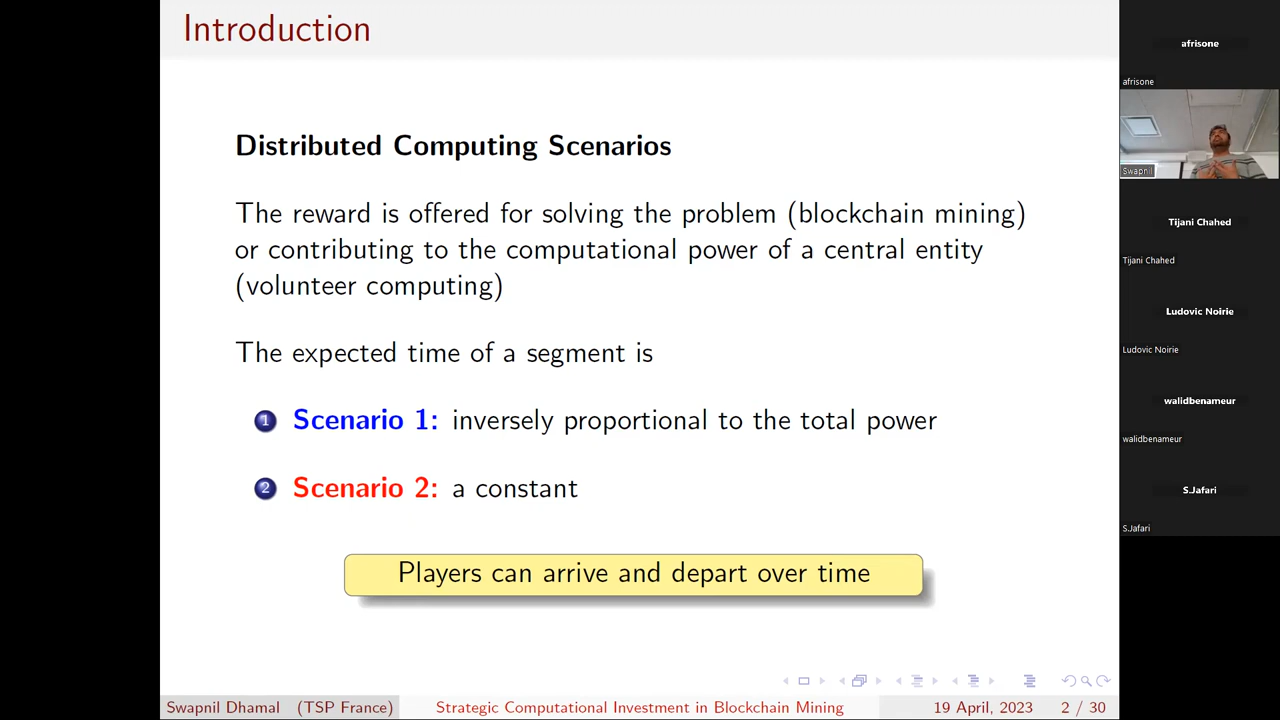 Introduction
Distributed Computing Scenarios
The reward is offered for solving the problem (blockchain mining)
or contributing to the computational power of a central entity
(volunteer computing)
The expected time of a segment is
1 Scenario 1: inversely proportional to the total power
2 Scenario 2: a constant
Players can arrive and depart over time
Swapnil Dhamal (TSP France) Strategic Computational Investment in Blockchain Mining 19 April, 2023 2 / 30
afrisone
afrisone
Swapnil
Tijani Chahed
Tijani Chahed
Ludovic Noirie
Ludovic Noirie
walidbenameur
walidbenameur
S.Jafari
S.Jafari